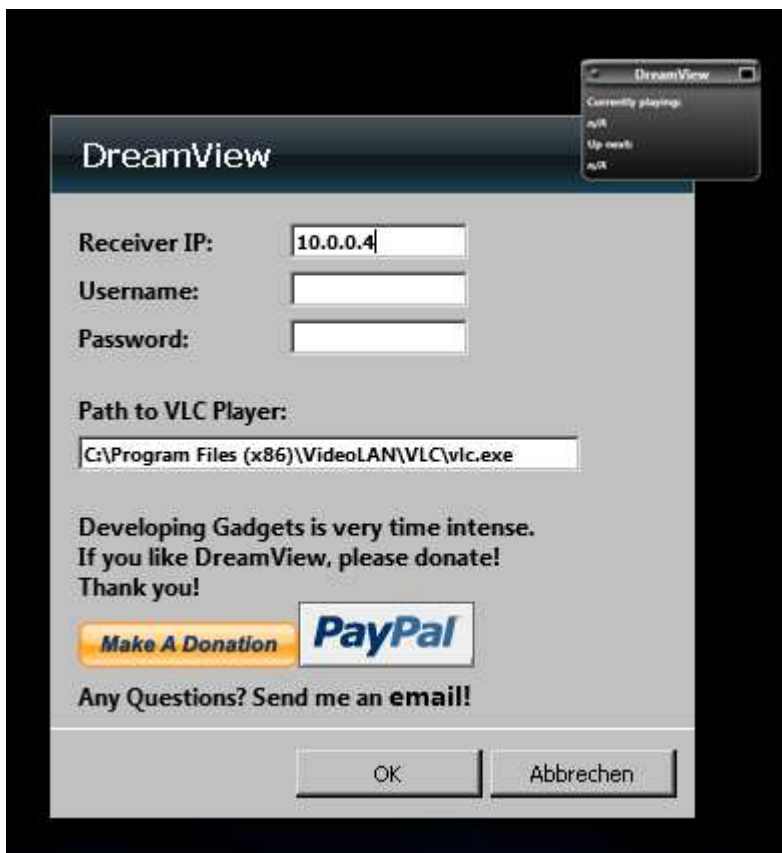 DreamView
Currently playing:
n/A
Up next:
n/A
DreamView
Receiver IP:
10.0.0.4
Username:
Password:
Path to VLC Player:
C:\Program Files (x86)\VideoLAN\VLC\vlc.exe
Developing Gadgets is very time intense.
If you like DreamView, please donate!
Thank you!
Make A Donation
PayPal
Any Questions? Send me an email!
OK
Abbrechen